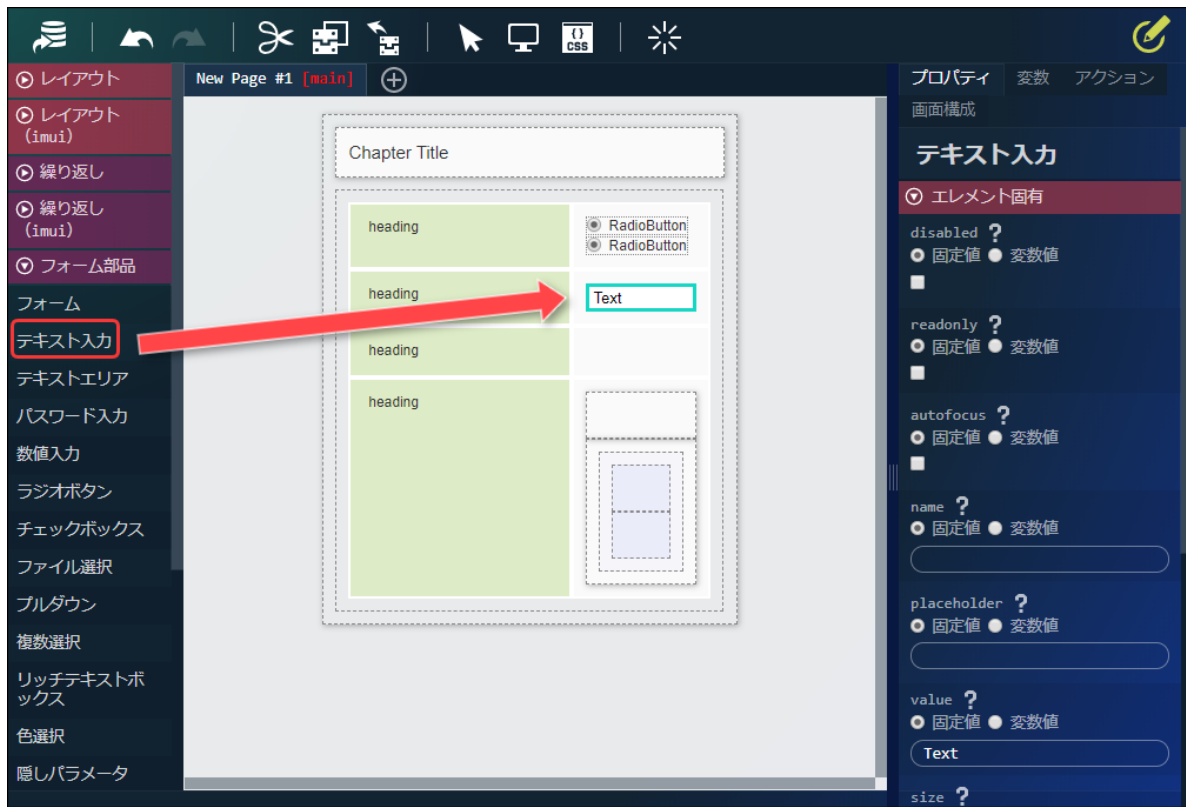 {} CSS
レイアウト
レイアウト
(imui)
繰り返し
繰り返し
(imui)
フォーム部品
フォーム
テキスト入力
テキストエリア
パスワード入力
数値入力
ラジオボタン
チェックボックス
ファイル選択
プルダウン
複数選択
リッチテキストボ
ックス
色選択
隠しパラメータ
New Page #1 [main]
Chapter Title
heading
RadioButton
RadioButton
heading
Text
heading
heading
プロパティ 変数 アクション
画面構成
テキスト入力
エレメント固有
disabled ?
固定値 変数値
readonly ?
固定値 変数値
autofocus ?
固定値 変数値
name ?
固定値 変数値
placeholder ?
固定値 変数値
value ?
固定値 変数値
Text
size ?